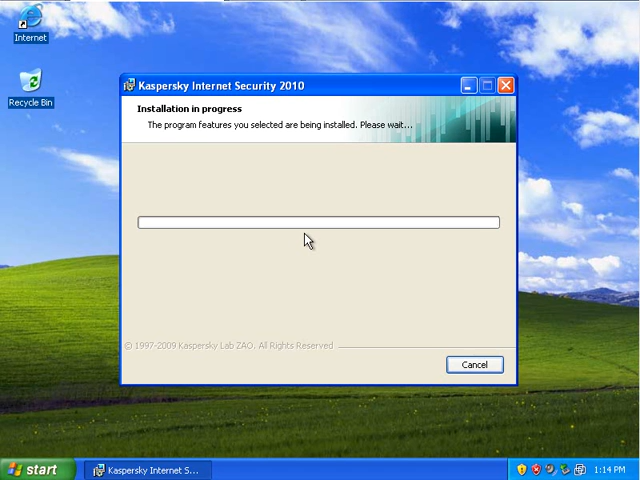 Internet
Recycle Bin
Kaspersky Internet Security 2010
Installation in progress
The program features you selected are being installed. Please wait...
© 1997-2009 Kaspersky Lab ZAO. All Rights Reserved
Cancel
start
Kaspersky Internet S...
1:14 PM